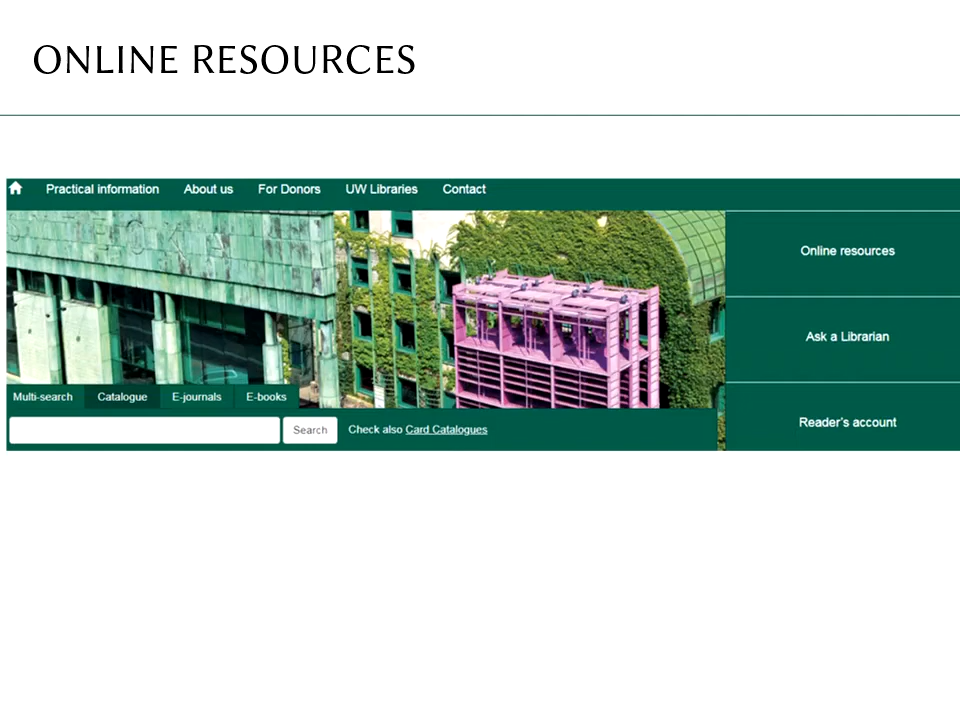 ONLINE RESOURCES
Practical information About us For Donors UW Libraries Contact
Online resources
Ask a Librarian
Multi-search Catalogue E-journals E-books
Search Check also Card Catalogues
Reader's account